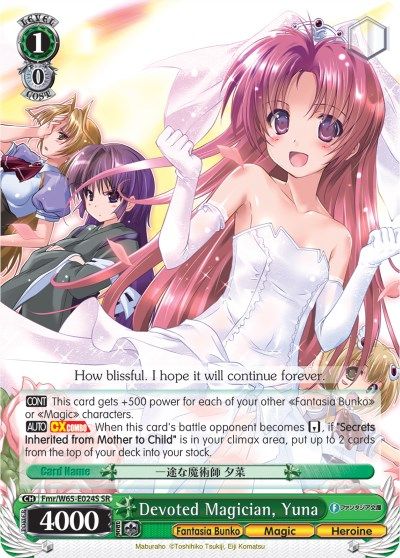 LEVEL
1
0
COST
How blissful. I hope it will continue forever.
CONT This card gets +500 power for each of your other «Fantasia Bunko»
or «Magic» characters.
AUTO CX COMBO When this card's battle opponent becomes [ ], if "Secrets
Inherited from Mother to Child" is in your climax area, put up to 2 cards
from the top of your deck into your stock.
Card Name 一途な魔術師 夕菜
CH Fmr/W65-E024S SR
POWER 4000 Devoted Magician, Yuna F ファンタジア文庫
Fantasia Bunko Magic Heroine
Maburaho ©Toshihiko Tsukiji, Eiji Komatsu